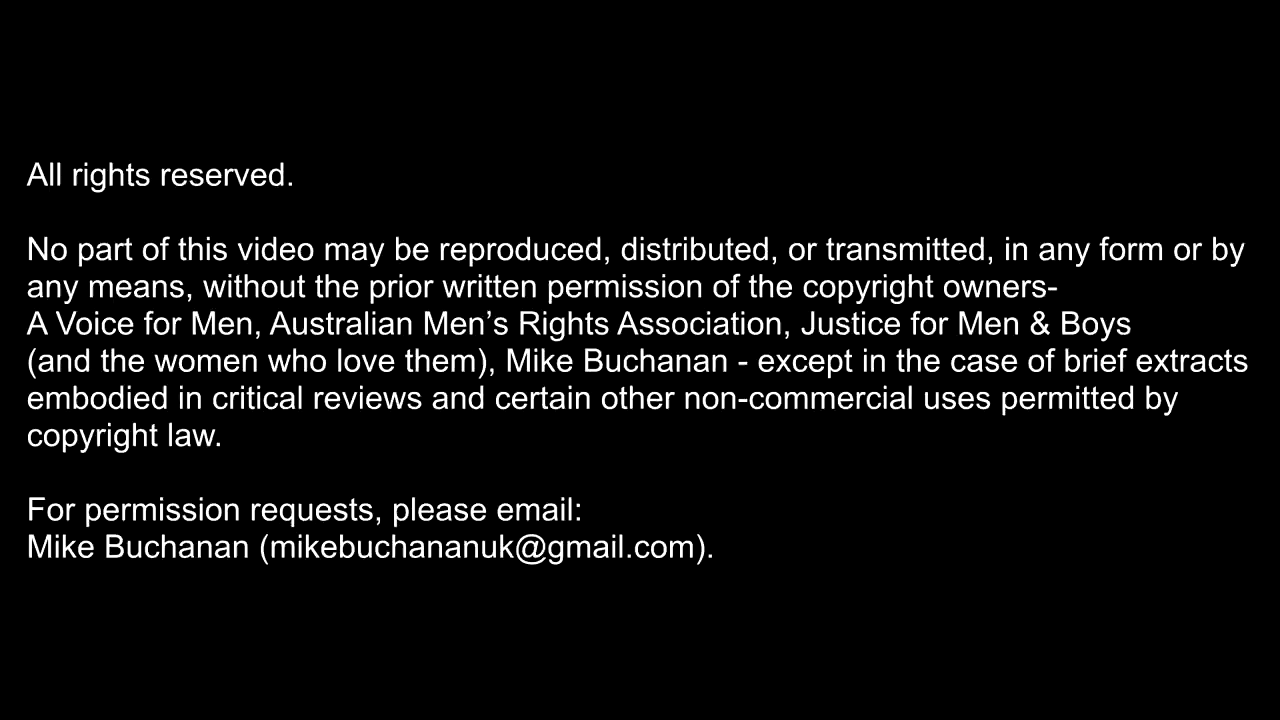 All rights reserved.
No part of this video may be reproduced, distributed, or transmitted, in any form or by
any means, without the prior written permission of the copyright owners-
A Voice for Men, Australian Men’s Rights Association, Justice for Men & Boys
(and the women who love them), Mike Buchanan - except in the case of brief extracts
embodied in critical reviews and certain other non-commercial uses permitted by
copyright law.
For permission requests, please email:
Mike Buchanan (mikebuchananuk@gmail.com).